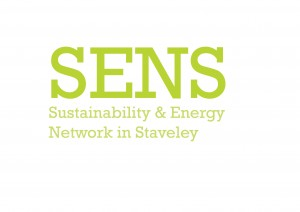 SENS
Sustainability & Energy
Network in Staveley